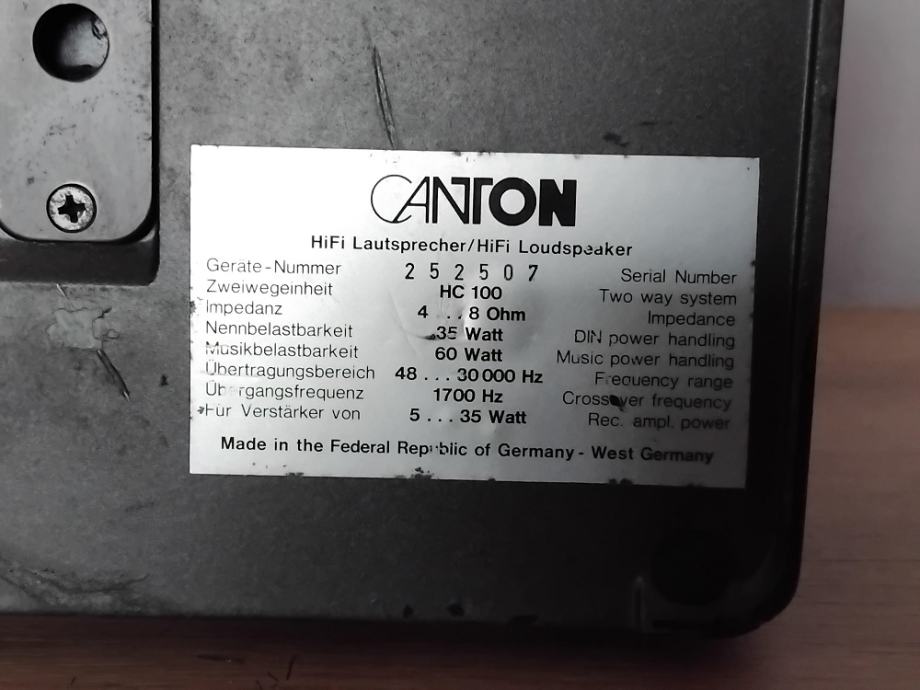 CANTON
HiFi Lautsprecher/HiFi Loudspeaker
Geräte-Nummer 252507 Serial Number
Zweiwegeinheit HC 100 Two way system
Impedanz 4 ... 8 Ohm Impedance
Nennbelastbarkeit 35 Watt DIN power handling
Musikbelastbarkeit 60 Watt Music power handling
Übertragungsbereich 48 ... 30 000 Hz Frequency range
Übergangsfrequenz 1700 Hz Crossover frequency
Für Verstärker von 5 ... 35 Watt Rec. ampl. power
Made in the Federal Republic of Germany - West Germany